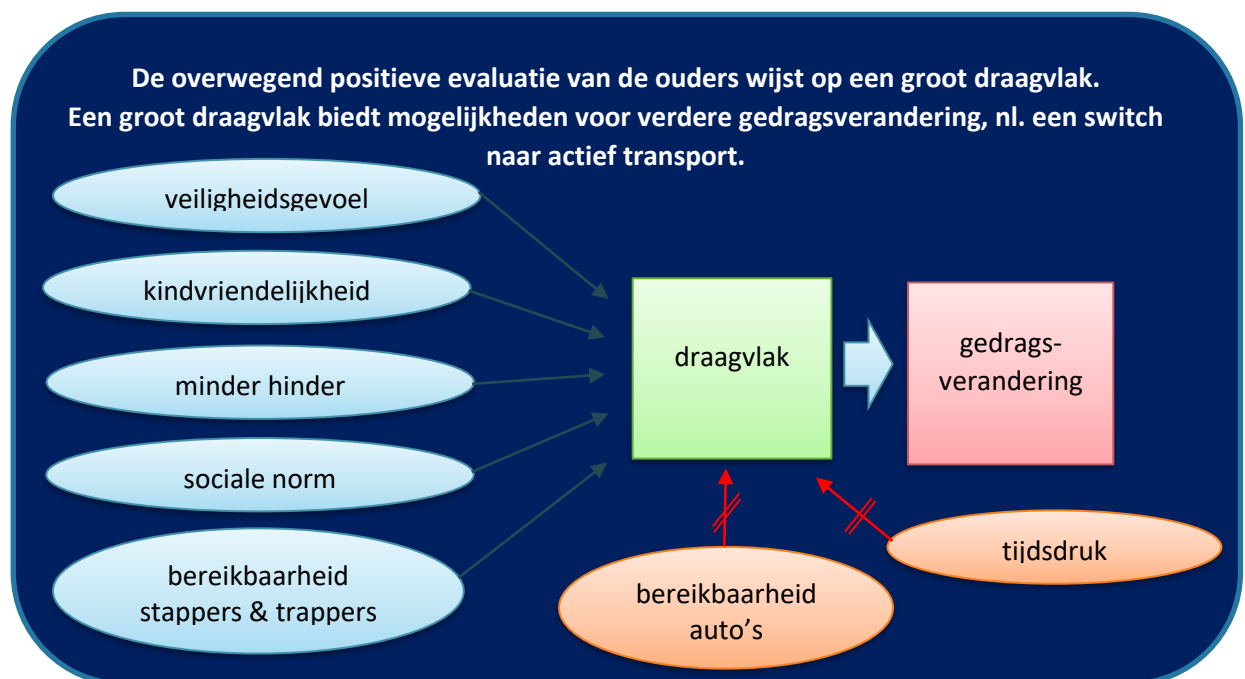 De overwegend positieve evaluatie van de ouders wijst op een groot draagvlak.
Een groot draagvlak biedt mogelijkheden voor verdere gedragsverandering, nl. een switch
naar actief transport.
veiligheidsgevoel
kindvriendelijkheid
minder hinder
sociale norm
bereikbaarheid
stappers & trappers
draagvlak
gedrags-
verandering
bereikbaarheid
auto's
tijdsdruk